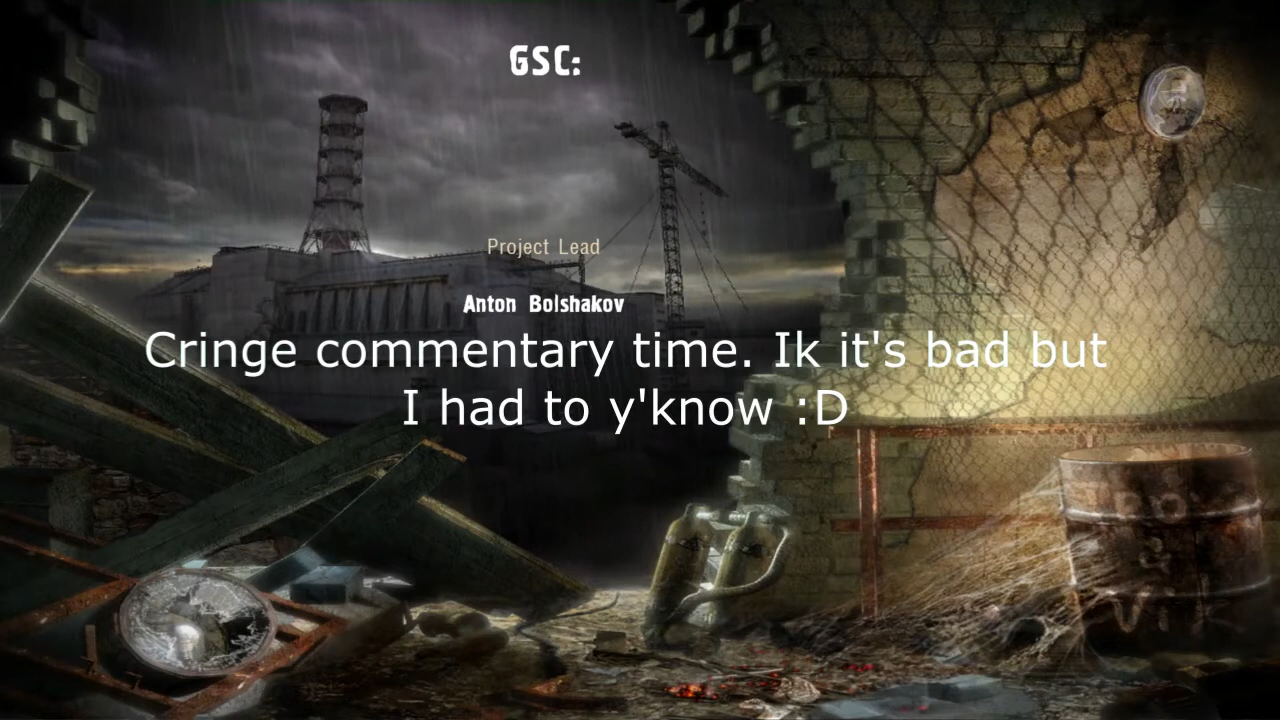 GSC:
Project Lead
Anton Bolshakov
Cringe commentary time. Ik it's bad but
I had to y'know :D